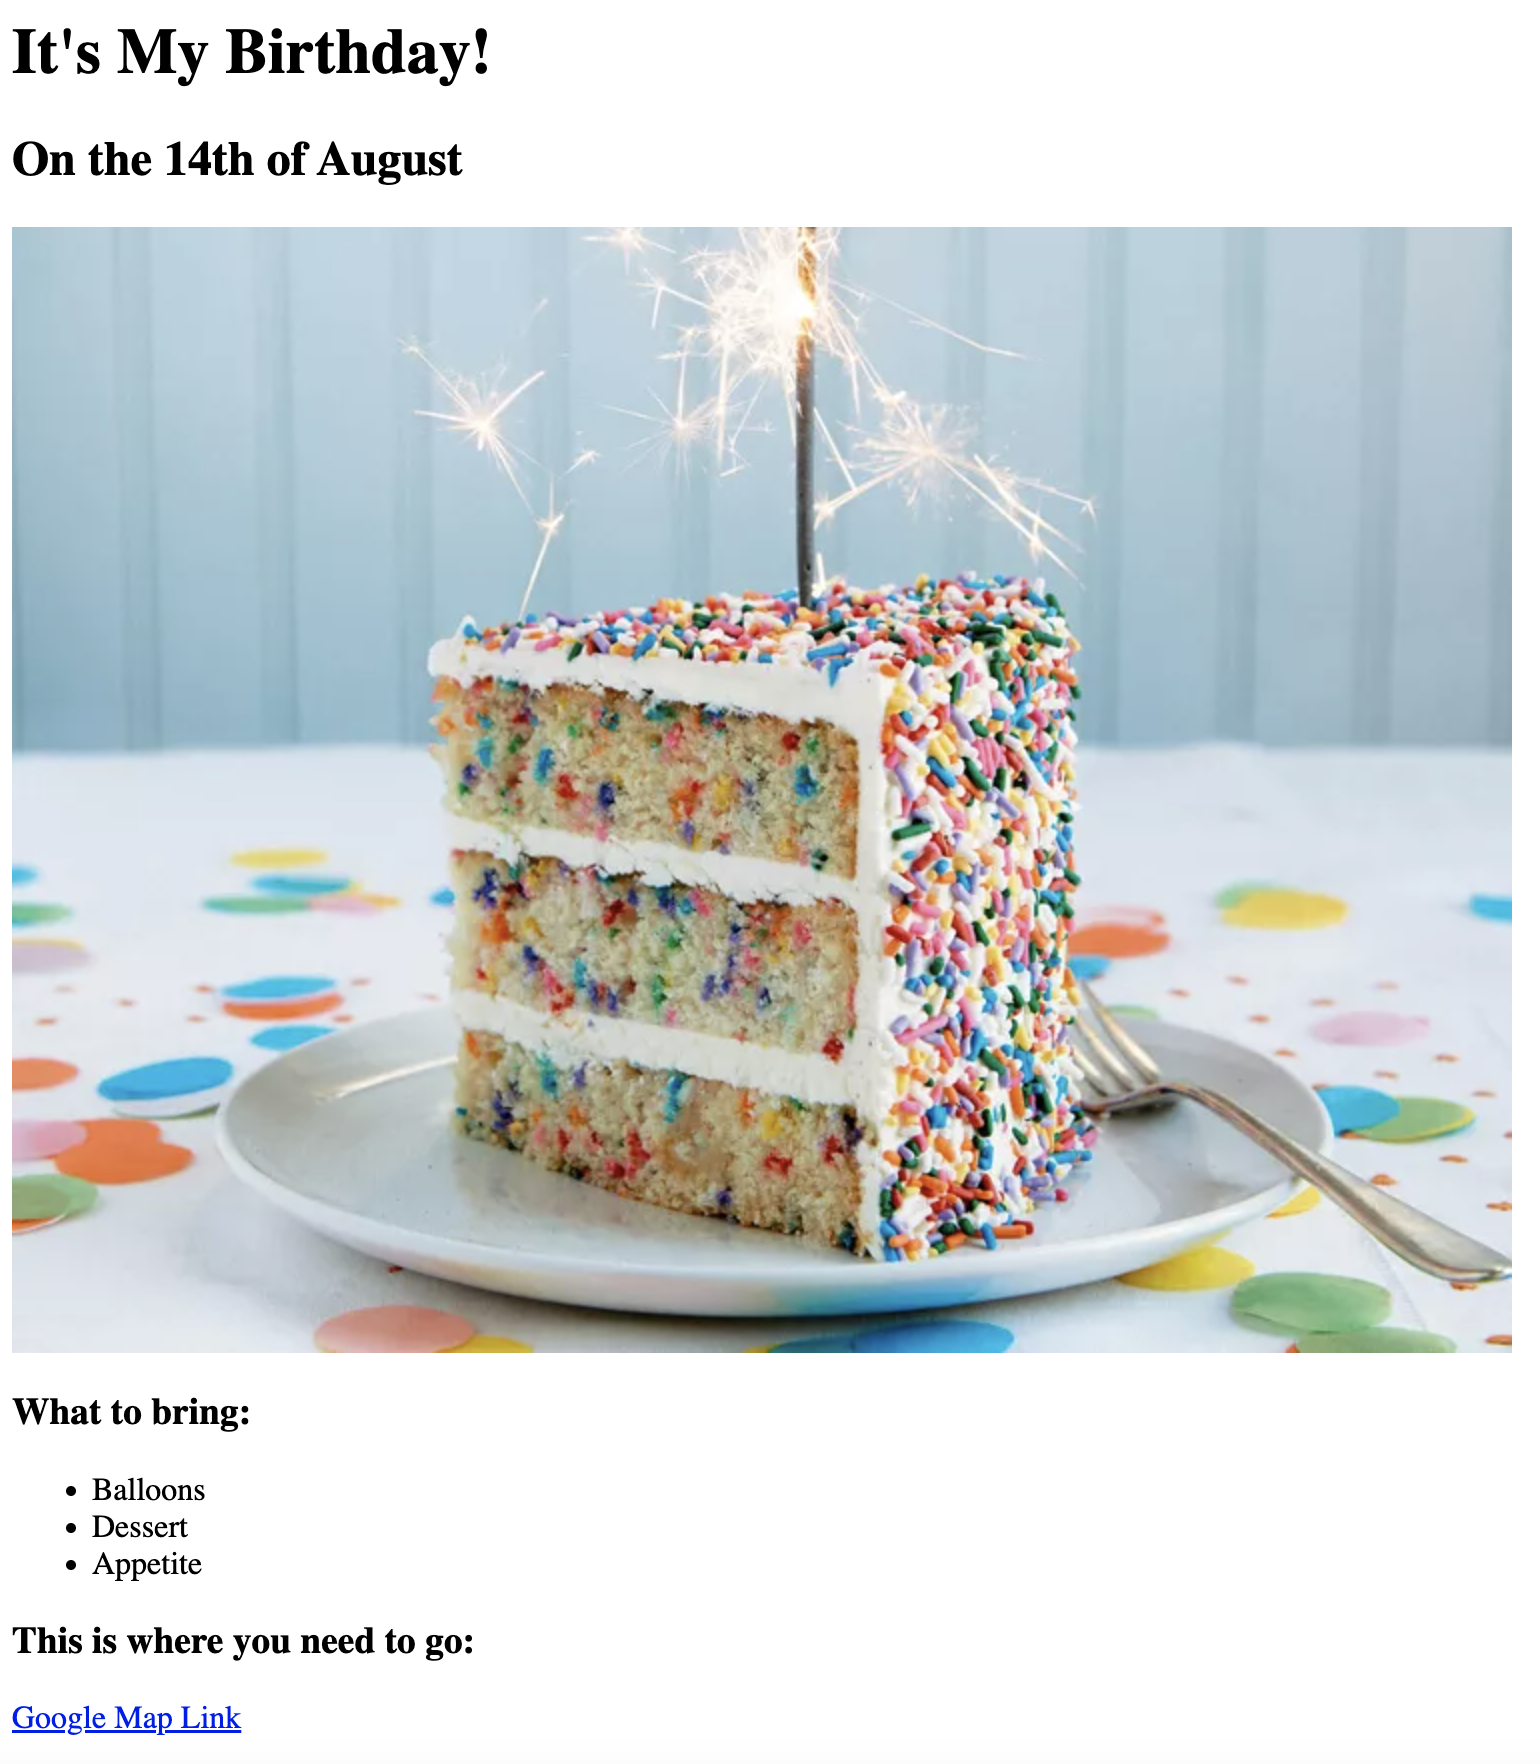 It's My Birthday!
On the 14th of August
What to bring:
Balloons
Dessert
Appetite
This is where you need to go:
Google Map Link